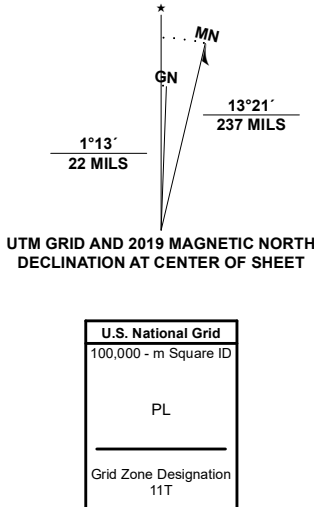 ★
MN
GN
13°21´
237 MILS
1°13´
22 MILS
UTM GRID AND 2019 MAGNETIC NORTH
DECLINATION AT CENTER OF SHEET
U.S. National Grid
100,000 - m Square ID
PL
Grid Zone Designation
11T